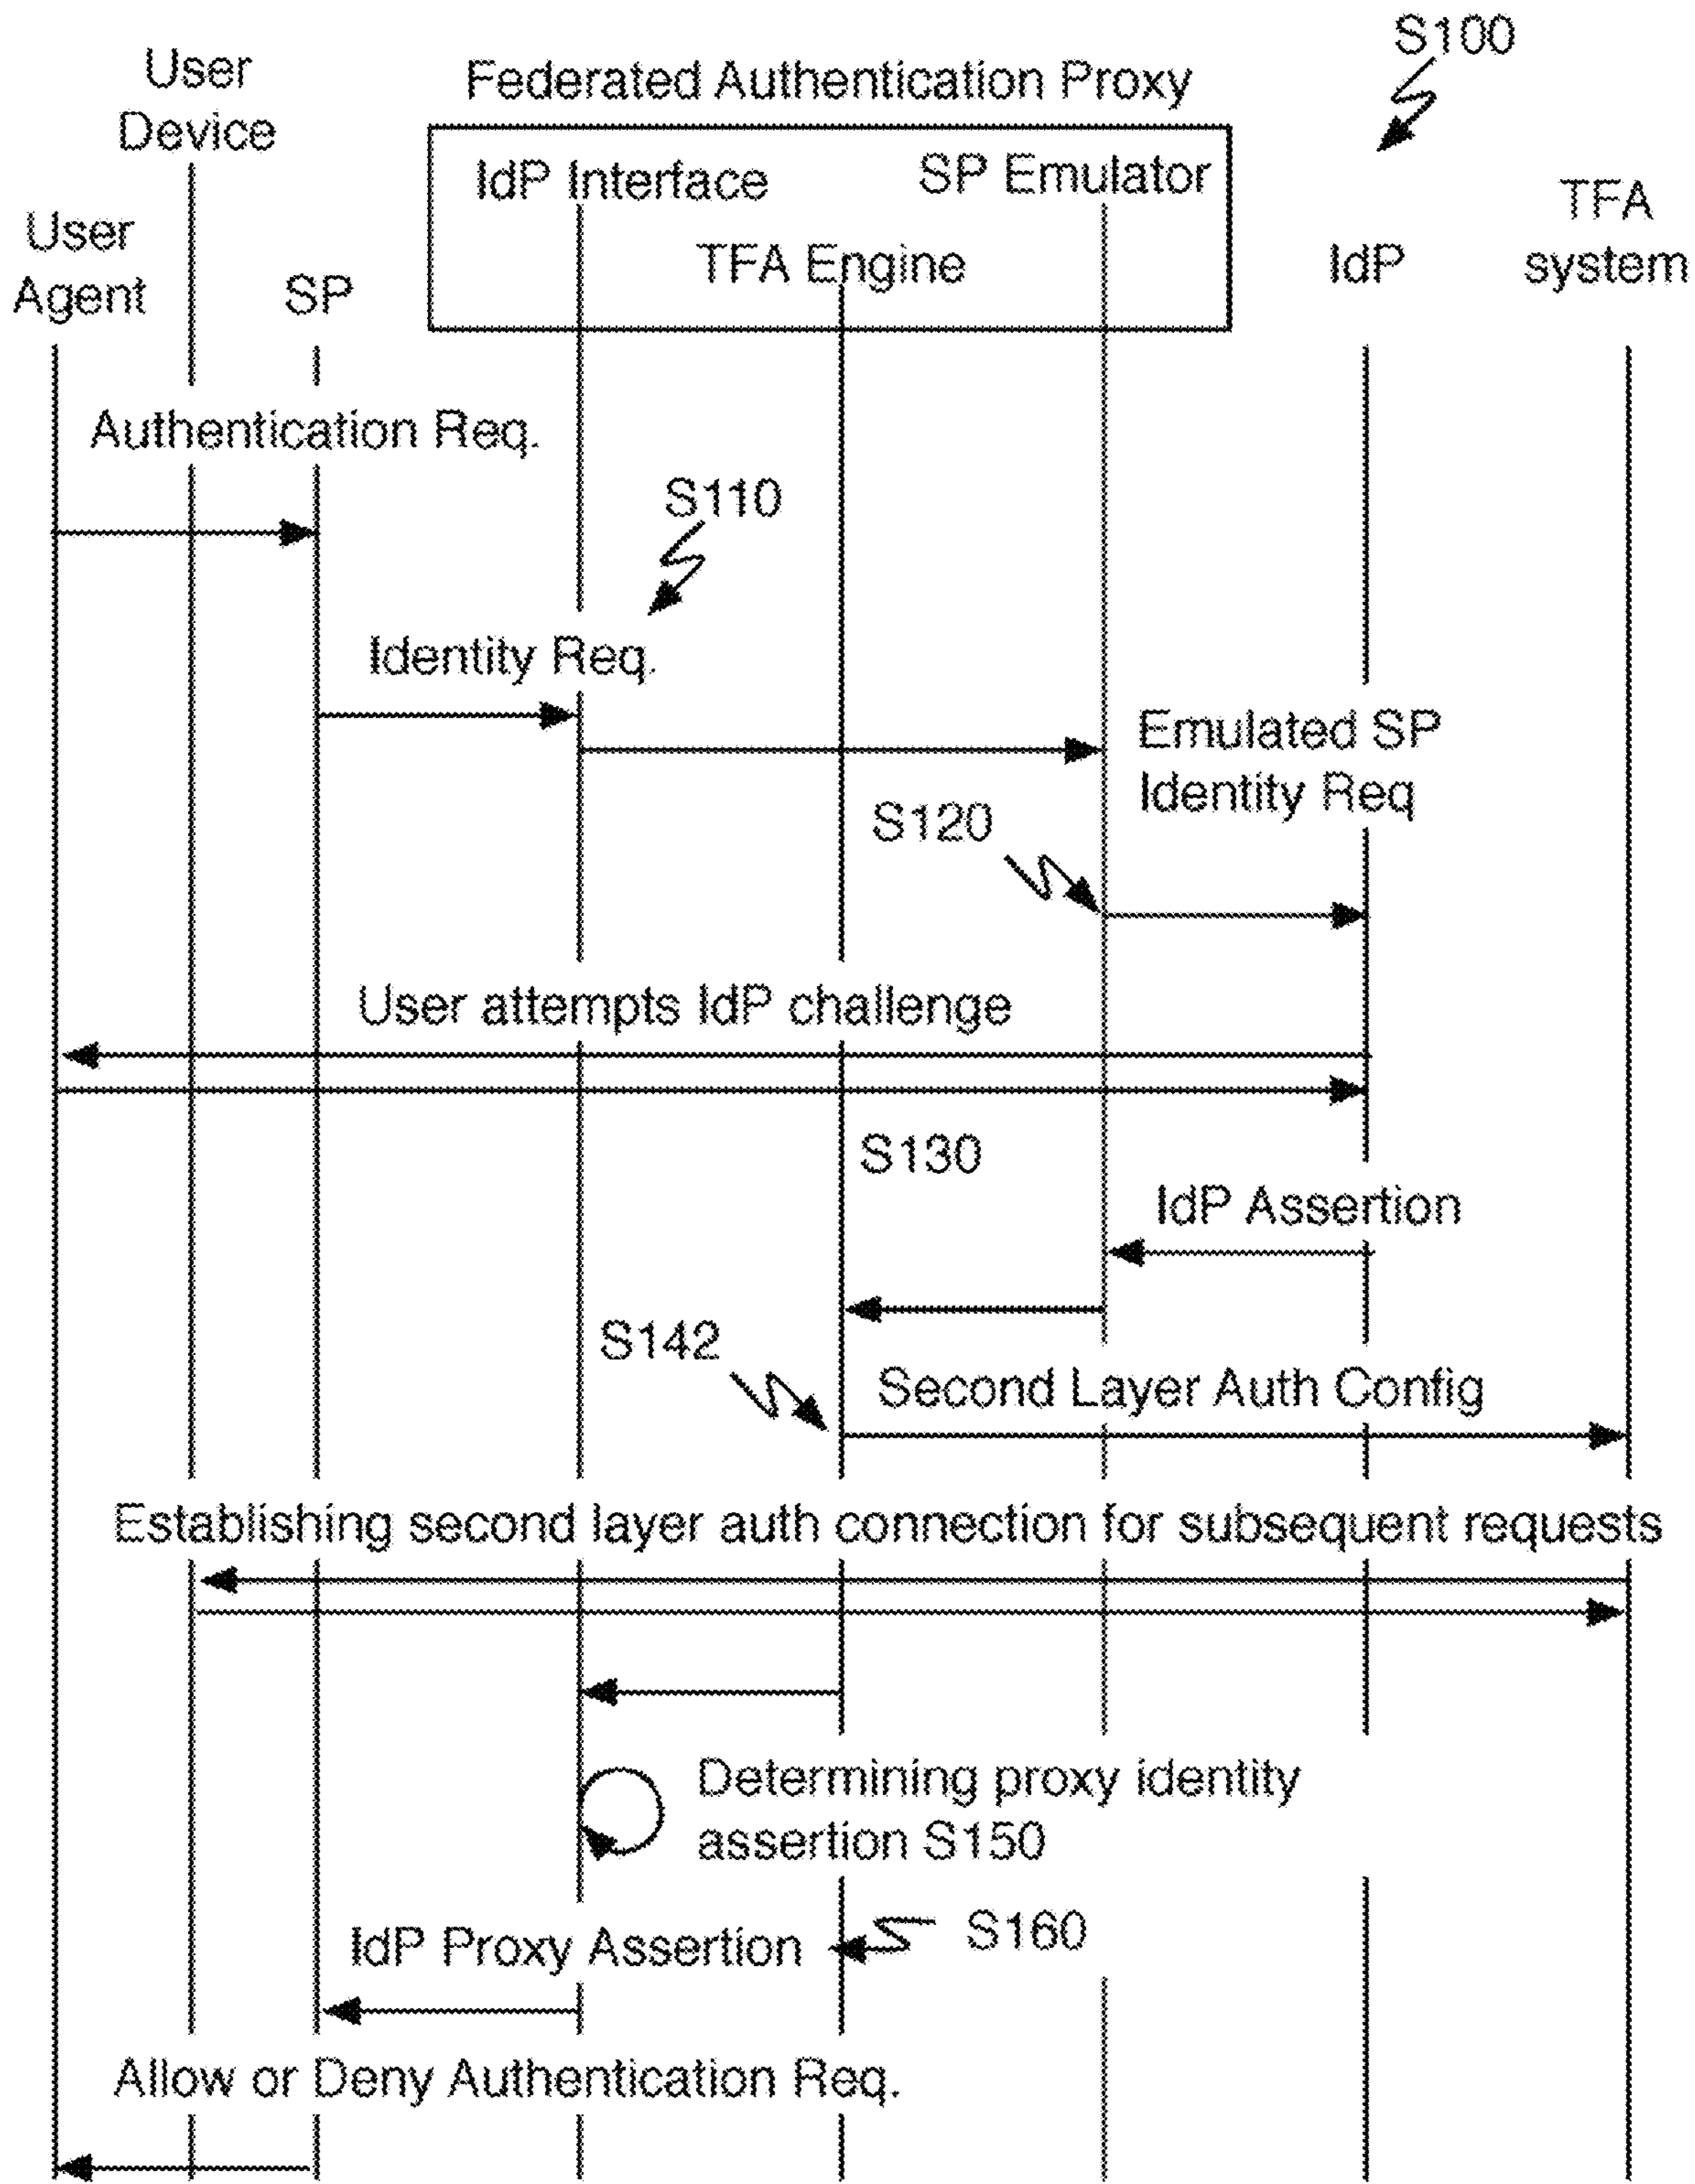 S100
User
Device
Federated Authentication Proxy
IdP Interface
SP Emulator
TFA Engine
User
Agent
SP
IdP
TFA
system
Authentication Req.
S110
Identity Req.
Emulated SP
Identity Req
S120
User attempts IdP challenge
S130
IdP Assertion
S142
Second Layer Auth Config
Establishing second layer auth connection for subsequent requests
Determining proxy identity
assertion S150
IdP Proxy Assertion
S160
Allow or Deny Authentication Req.